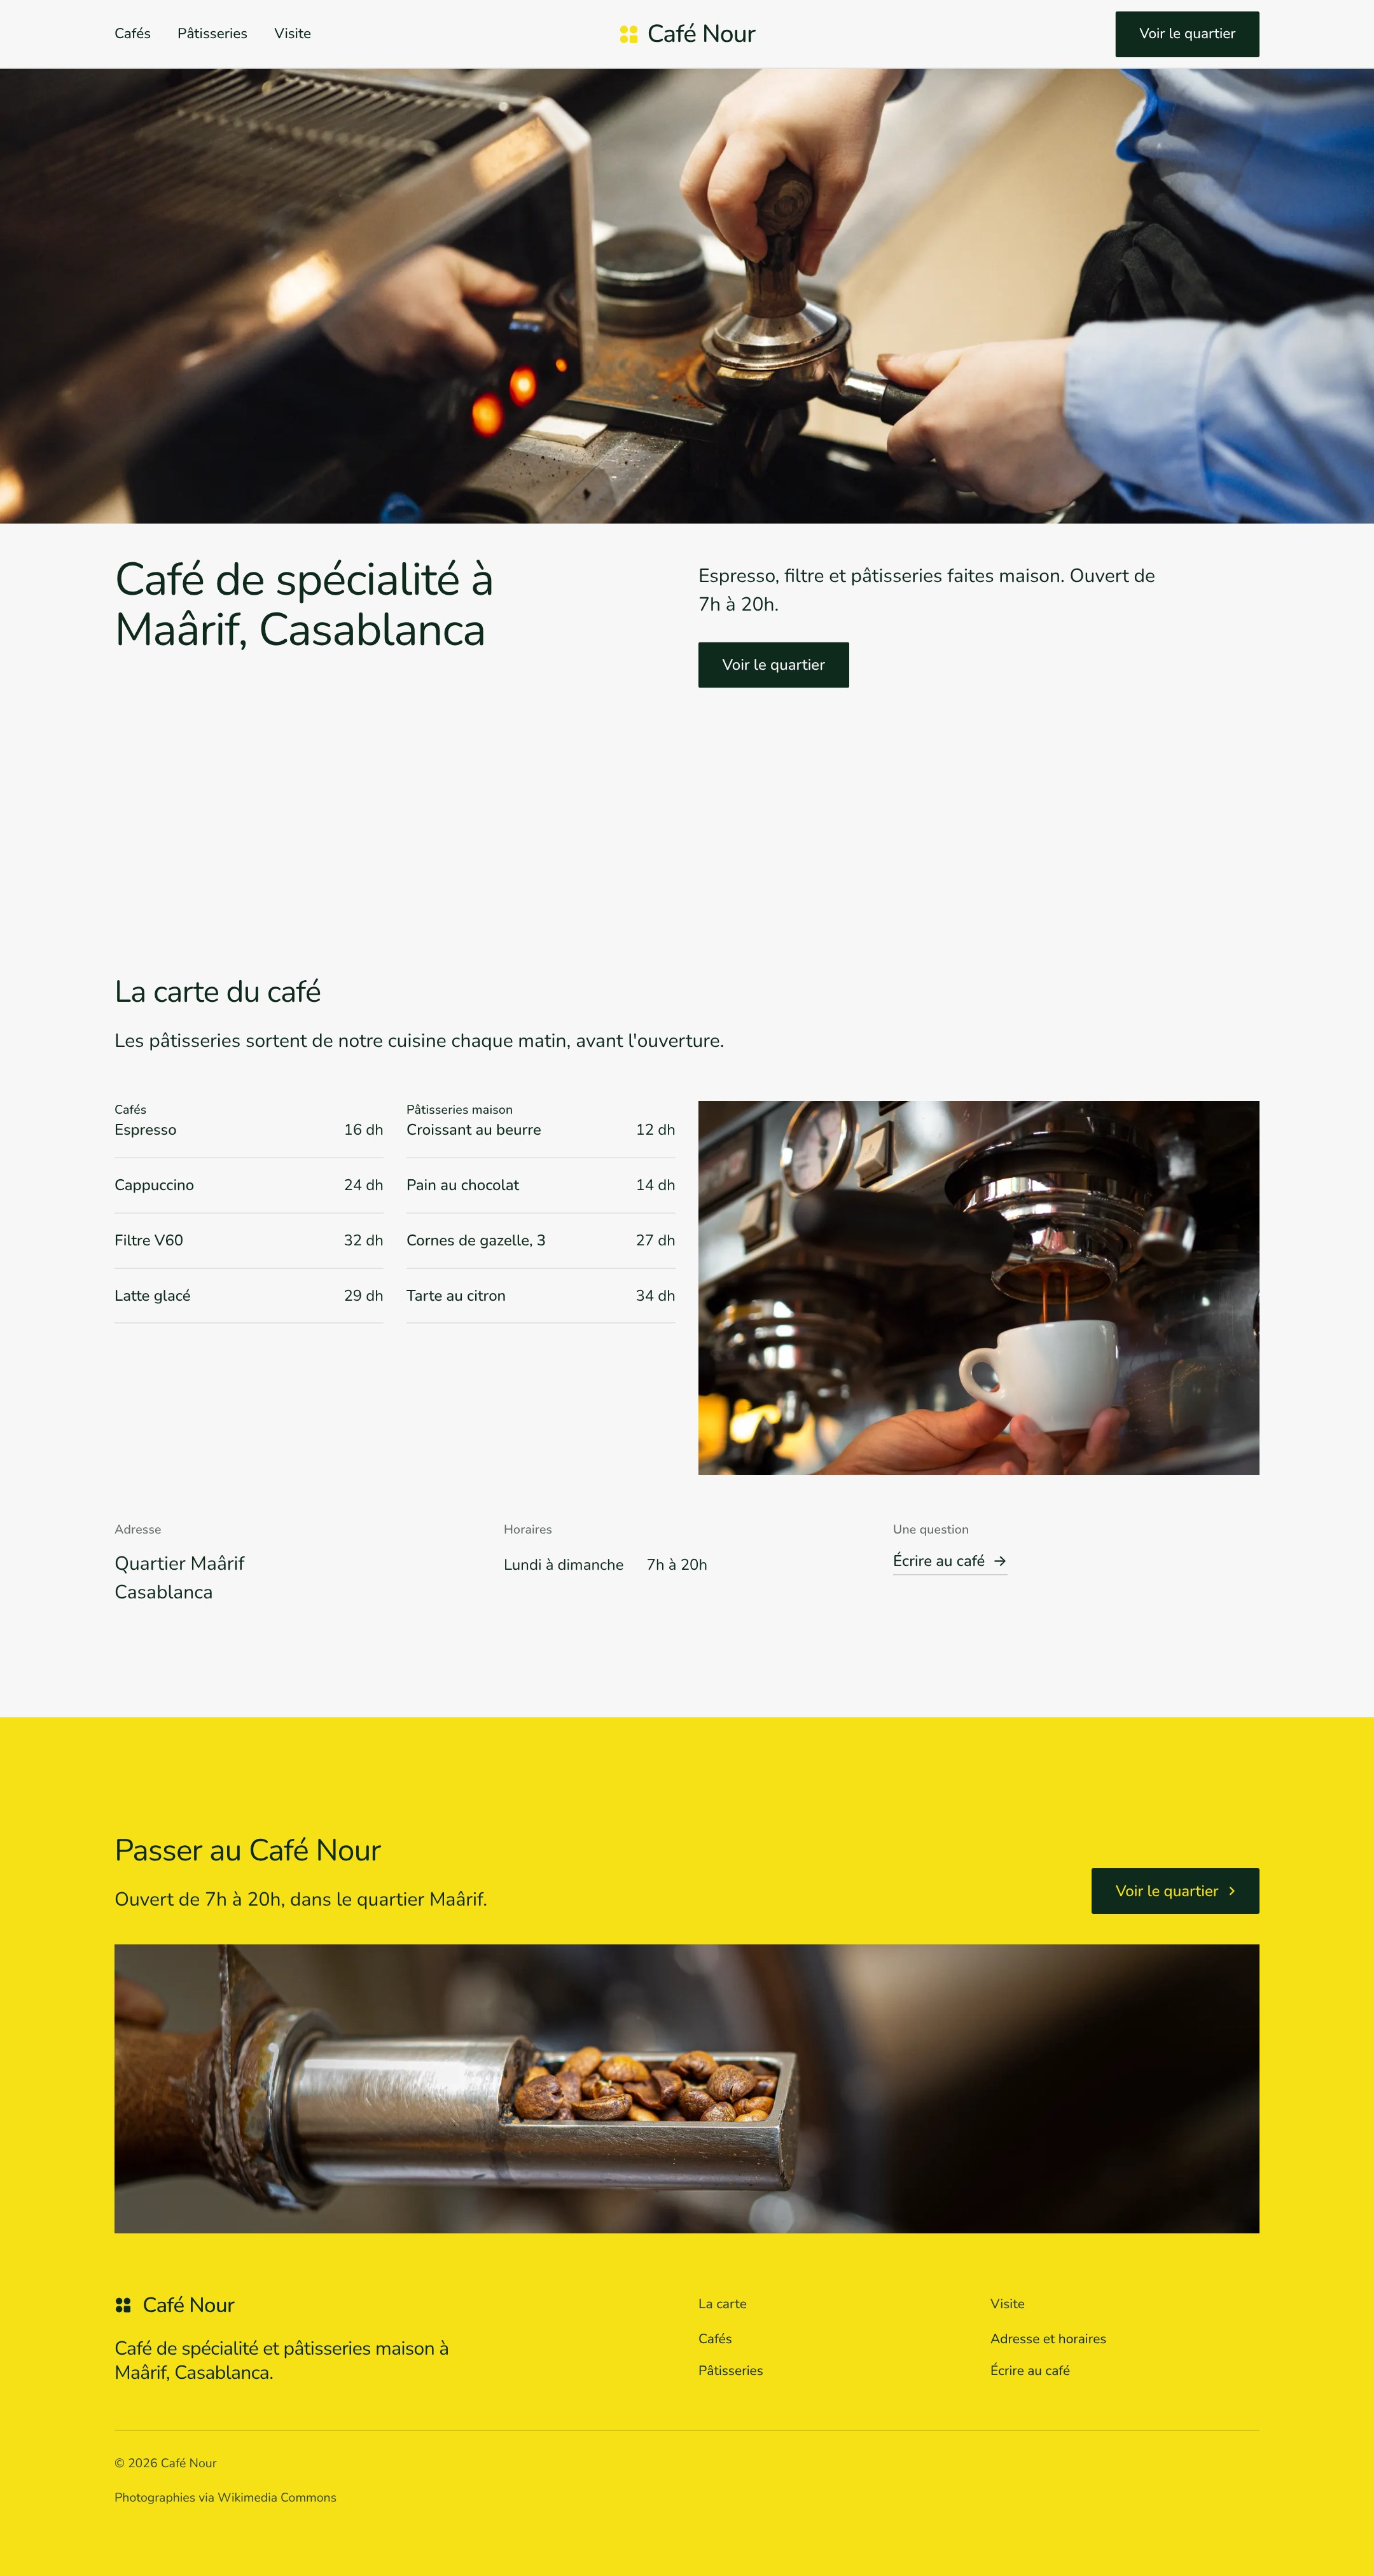 Cafés
Pâtisseries
Visite
Café Nour
Voir le quartier
Café de spécialité à
Maârif, Casablanca
Espresso, filtre et pâtisseries faites maison. Ouvert de
7h à 20h.
Voir le quartier
La carte du café
Les pâtisseries sortent de notre cuisine chaque matin, avant l'ouverture.
Cafés
Espresso 16 dh
Cappuccino 24 dh
Filtre V60 32 dh
Latte glacé 29 dh
Pâtisseries maison
Croissant au beurre 12 dh
Pain au chocolat 14 dh
Cornes de gazelle, 3 27 dh
Tarte au citron 34 dh
Adresse
Quartier Maârif
Casablanca
Horaires
Lundi à dimanche 7h à 20h
Une question
Écrire au café →
Passer au Café Nour
Ouvert de 7h à 20h, dans le quartier Maârif.
Voir le quartier ›
Café Nour
Café de spécialité et pâtisseries maison à
Maârif, Casablanca.
La carte
Cafés
Pâtisseries
Visite
Adresse et horaires
Écrire au café
© 2026 Café Nour
Photographies via Wikimedia Commons